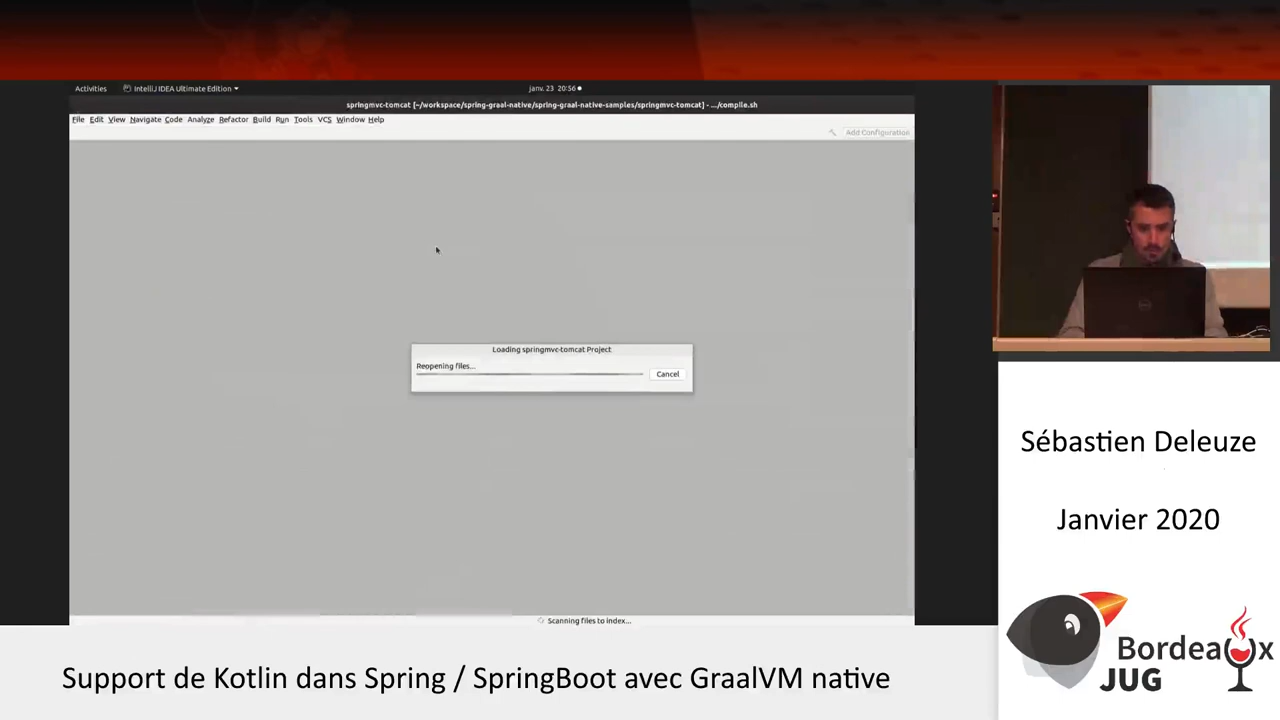 Activities
IntelliJ IDEA Ultimate Edition
janv. 23 20:56
springmvc-tomcat [~/workspace/spring-graal-native/spring-graal-native-samples/springmvc-tomcat] - .../compile.sh
File Edit View Navigate Code Analyze Refactor Build Run Tools VCS Window Help
Add Configuration
Loading springmvc-tomcat Project
Reopening files...
Cancel
Scanning files to index...
Sébastien Deleuze
Janvier 2020
Bordeaux
JUG
Support de Kotlin dans Spring / SpringBoot avec GraalVM native